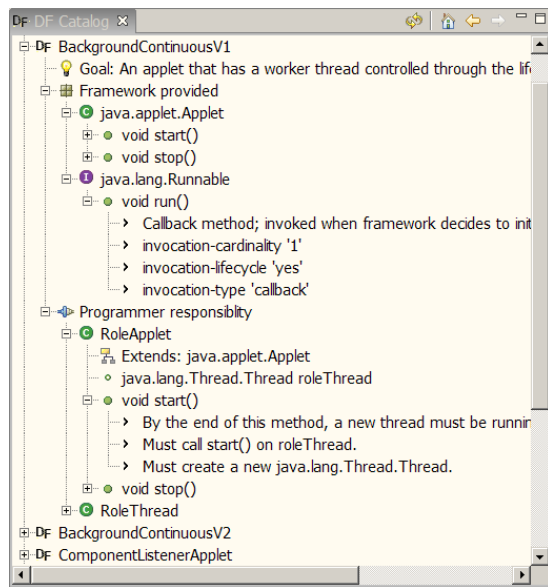 DF DF Catalog
DF BackgroundContinuousV1
Goal: An applet that has a worker thread controlled through the
Framework provided
C java.applet.Applet
void start()
void stop()
I java.lang.Runnable
void run()
Callback method; invoked when framework decides to
invocation-cardinality '1'
invocation-lifecycle 'yes'
invocation-type 'callback'
Programmer responsiblity
C RoleApplet
Extends: java.applet.Applet
java.lang.Thread.Thread roleThread
void start()
By the end of this method, a new thread must be
Must call start() on roleThread.
Must create a new java.lang.Thread.Thread.
void stop()
C RoleThread
DF BackgroundContinuousV2
DF ComponentListenerApplet